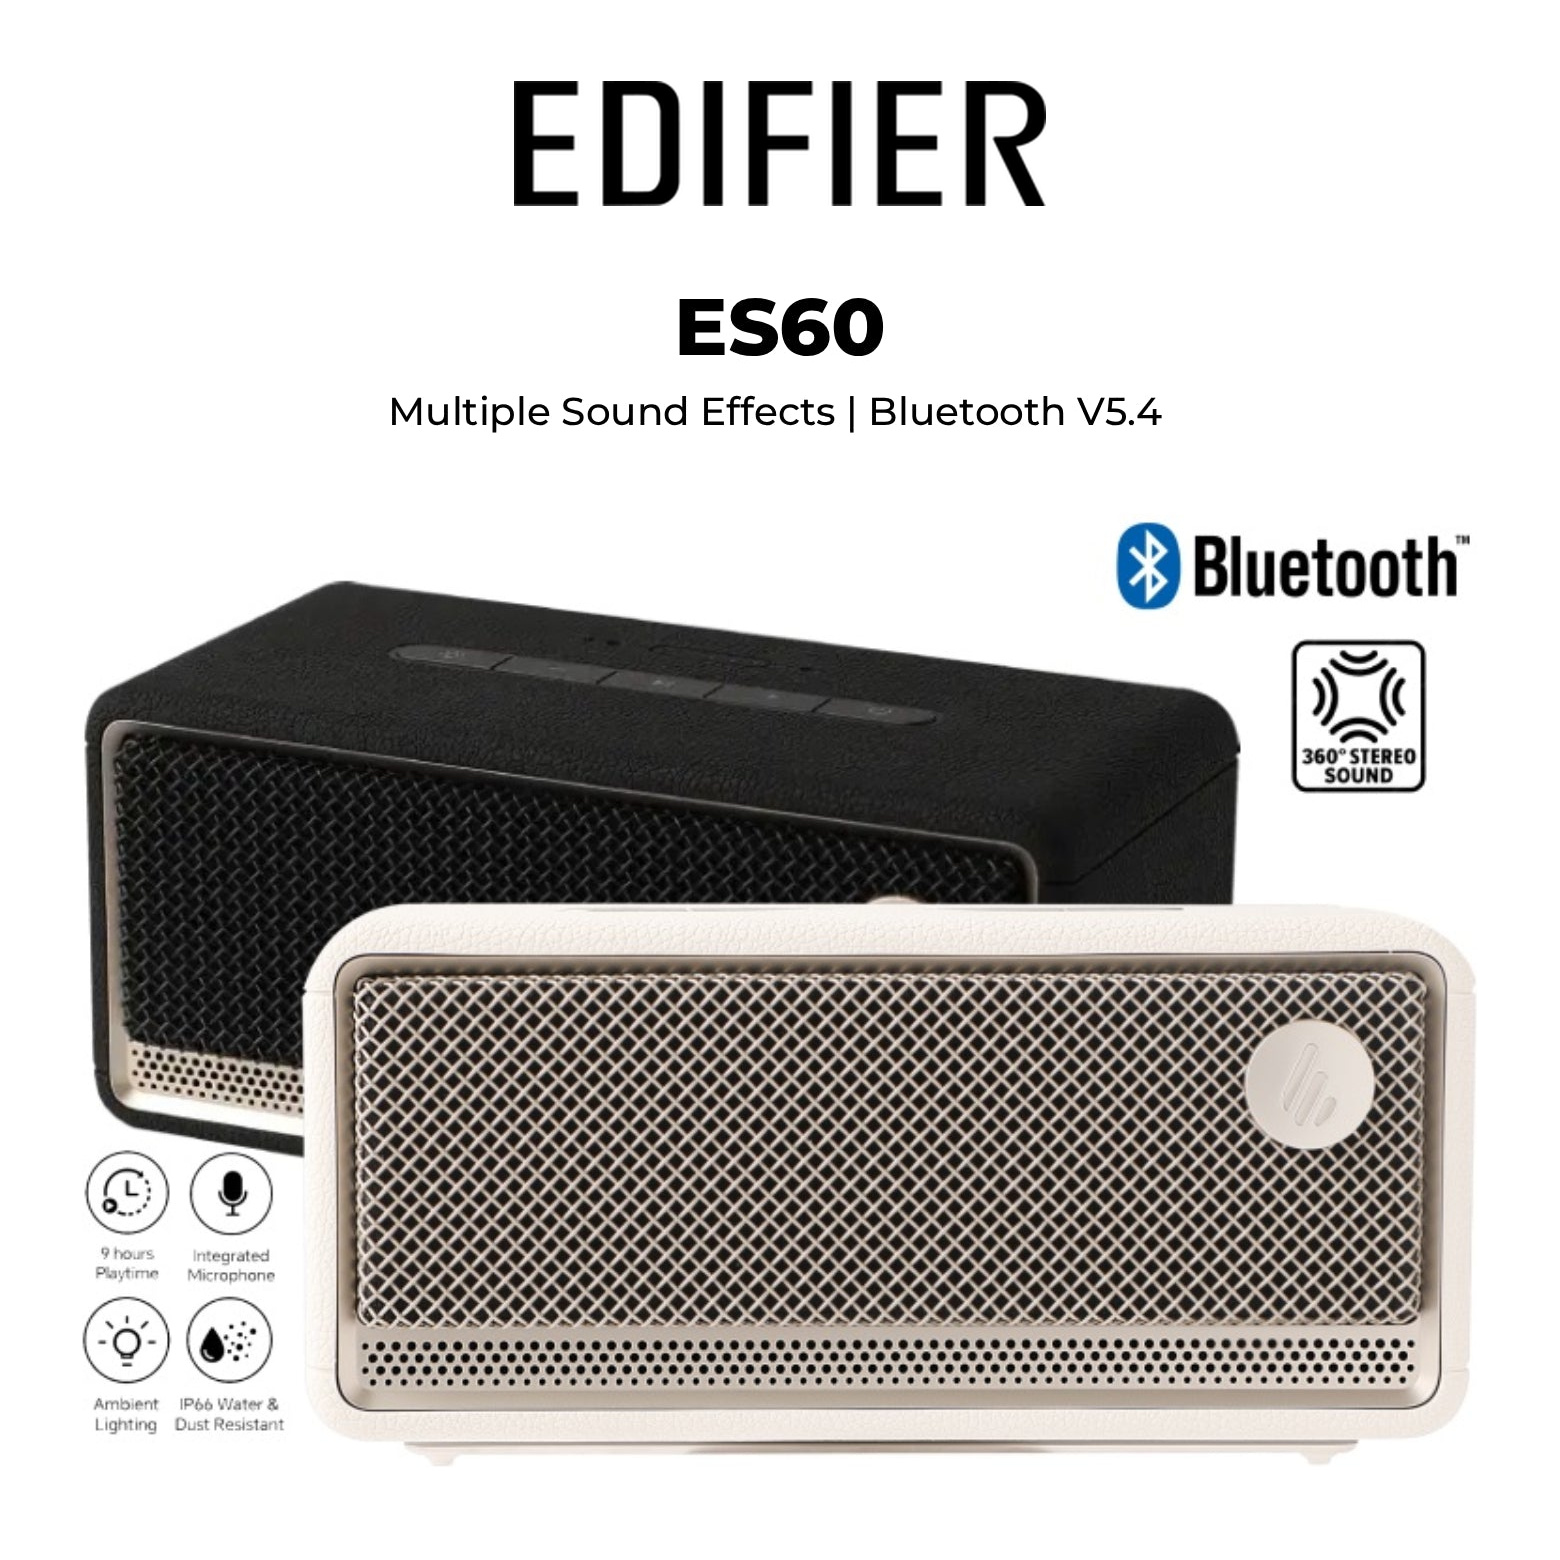 EDIFIER
ES60
Multiple Sound Effects | Bluetooth V5.4
Bluetooth™
360° STEREO
SOUND
9 hours
Playtime
Integrated
Microphone
Ambient
Lighting
IP66 Water &
Dust Resistant